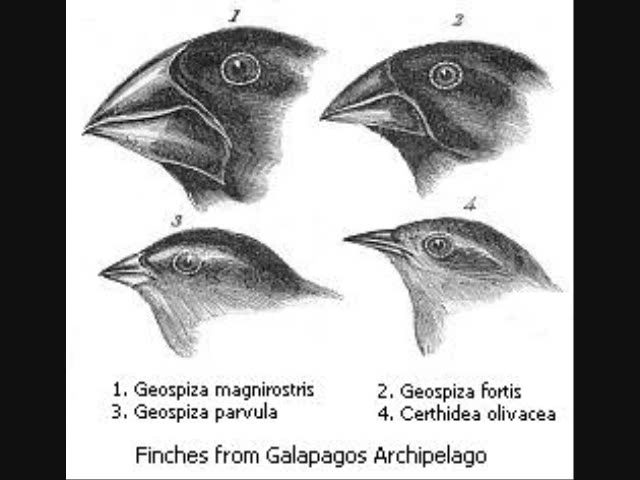 1
2
3
4
1. Geospiza magnirostris
2. Geospiza fortis
3. Geospiza parvula
4. Certhidea olivacea
Finches from Galapagos Archipelago